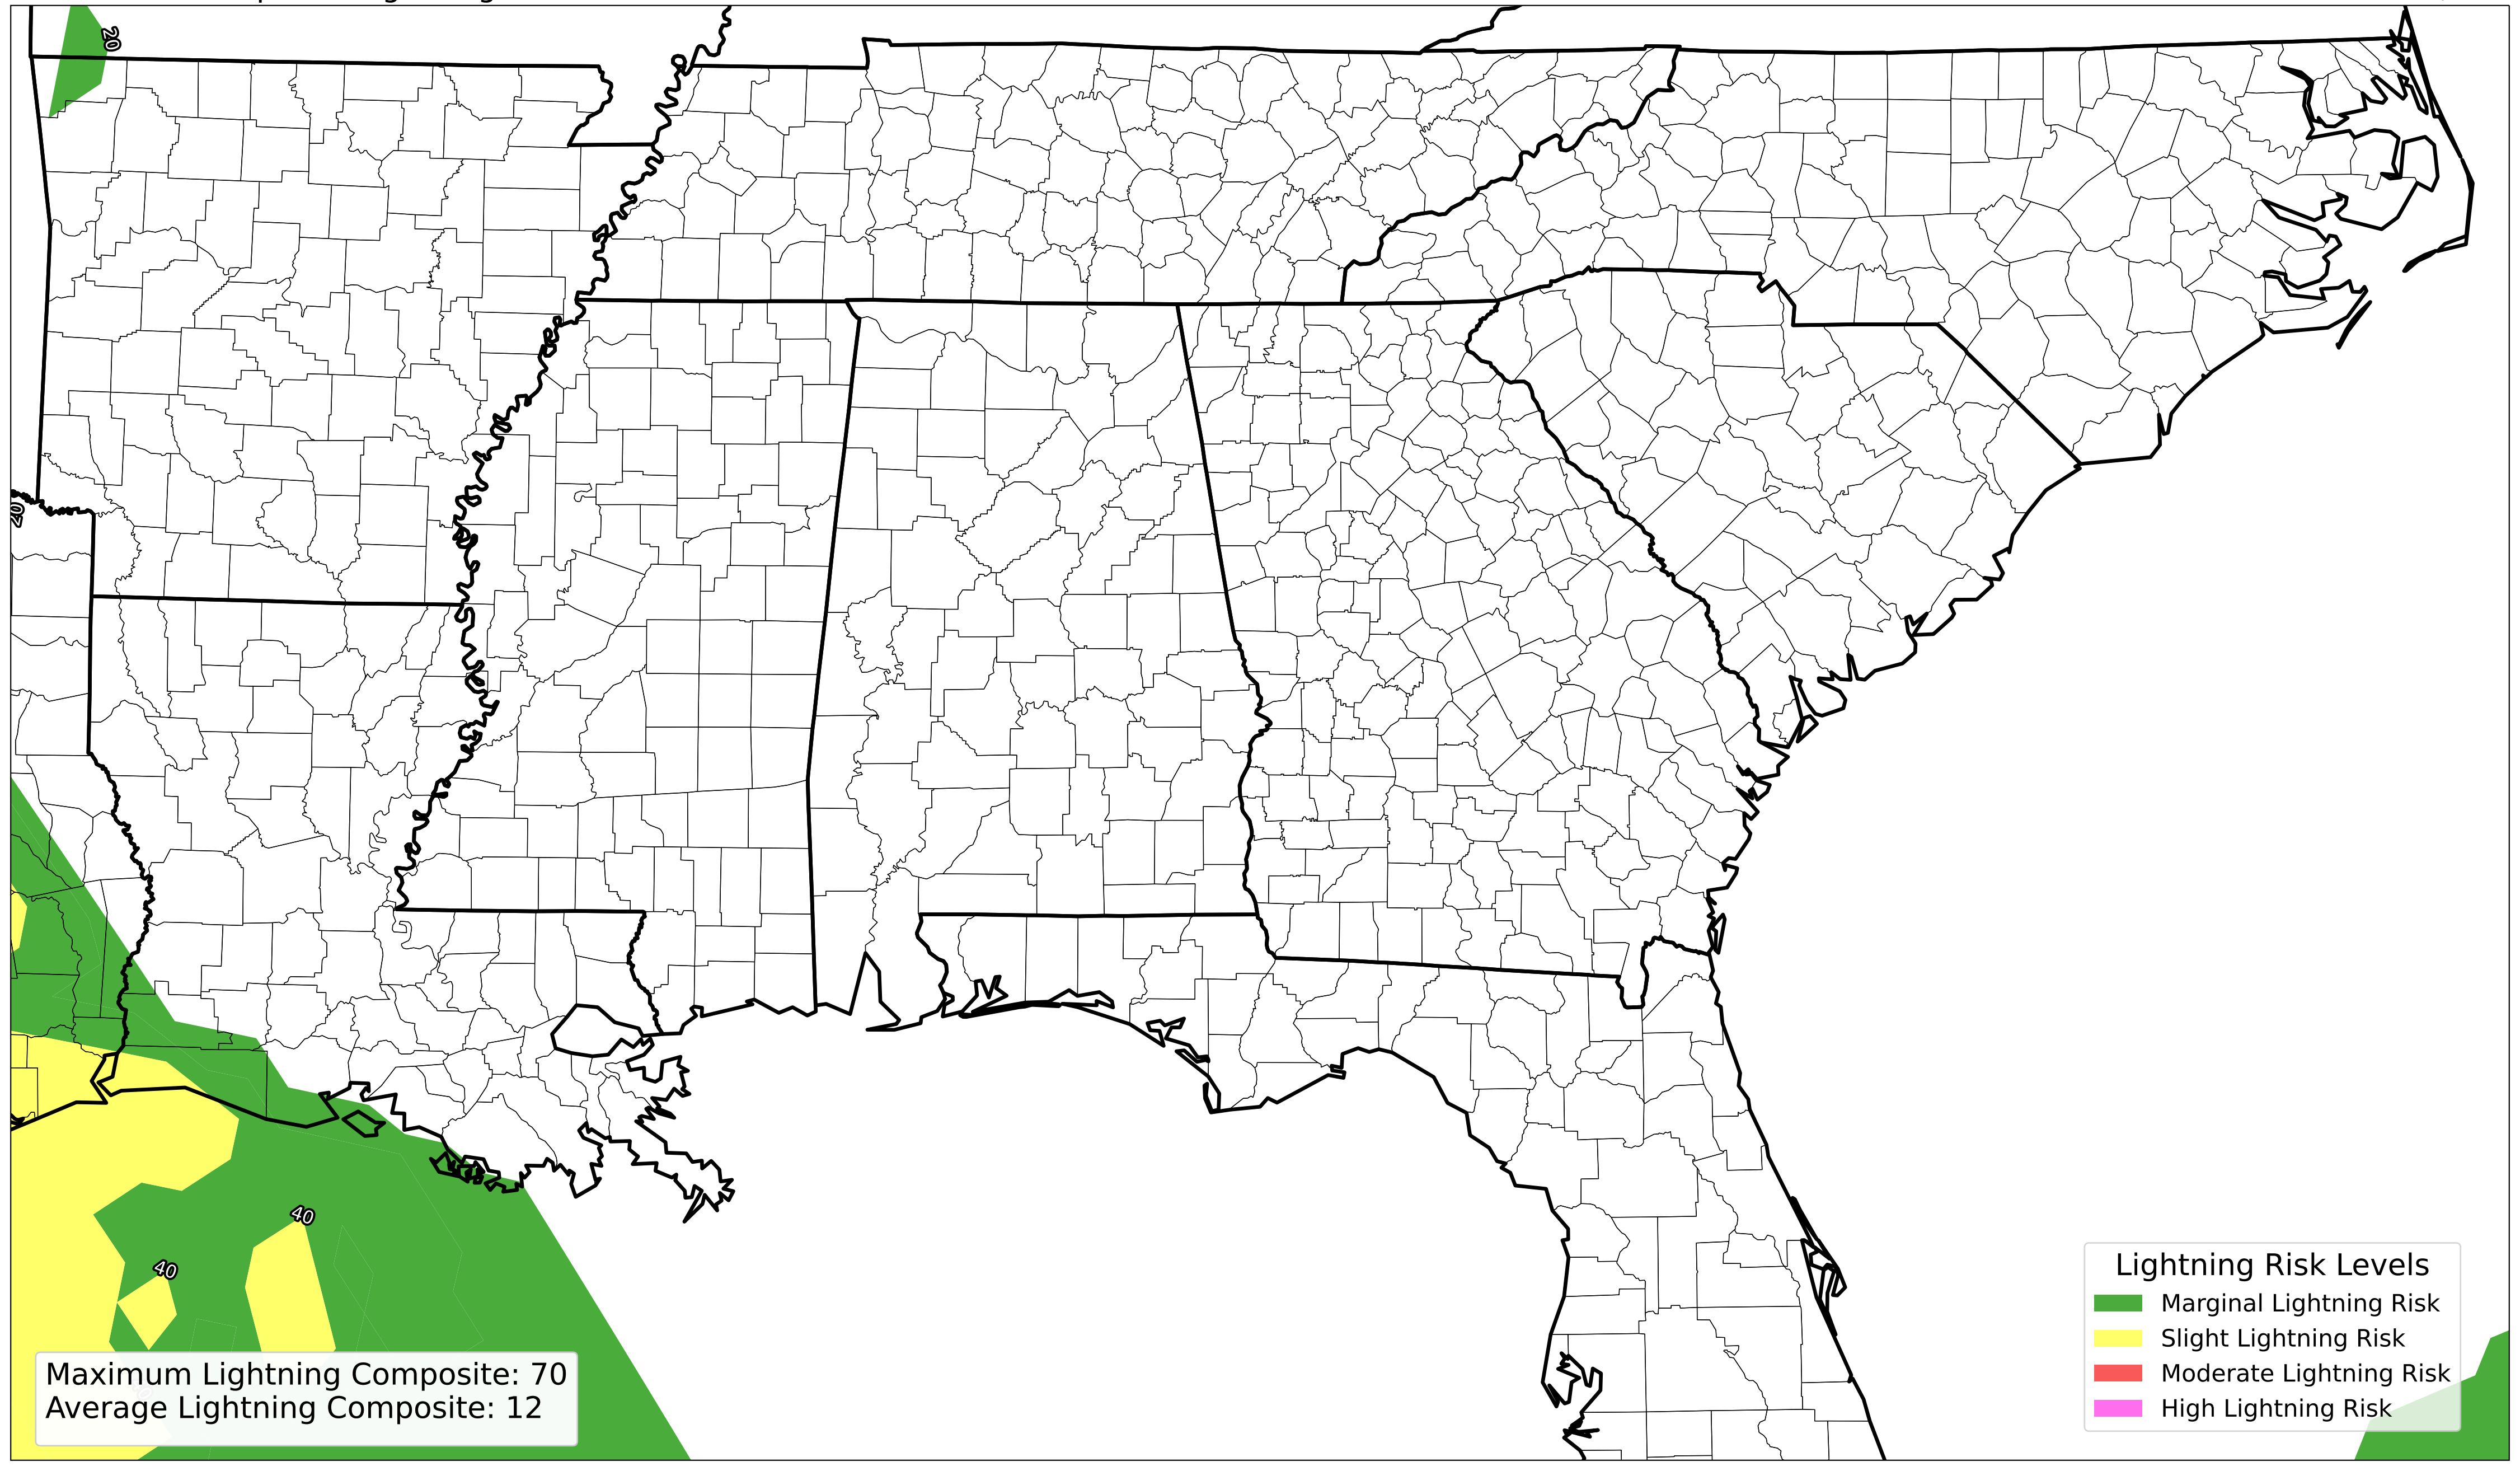 20
20
40
40
Lightning Risk Levels
Marginal Lightning Risk
Slight Lightning Risk
Moderate Lightning Risk
High Lightning Risk
Maximum Lightning Composite: 70
Average Lightning Composite: 12